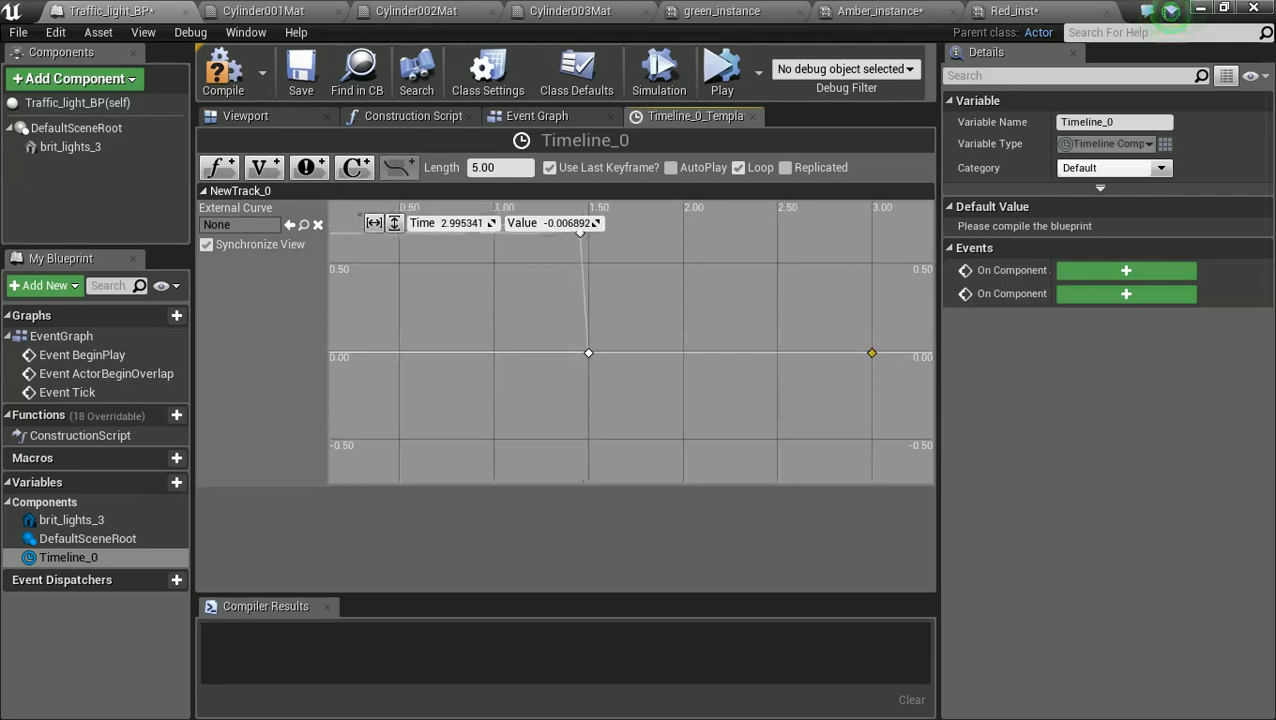 Traffic_light_BP*
Cylinder001Mat
Cylinder002Mat
Cylinder003Mat
green_instance
Amber_instance*
Red_inst*
File
Edit
Asset
View
Debug
Window
Help
Parent class: Actor
Search For Help
Components
+Add Component
Traffic_light_BP(self)
DefaultSceneRoot
brit_lights_3
Compile
Save
Find in CB
Search
Class Settings
Class Defaults
Simulation
Play
No debug object selected
Debug Filter
Details
Search
Viewport
Construction Script
Event Graph
Timeline_0_Templa
Timeline_0
Length 5.00 Use Last Keyframe? AutoPlay Loop Replicated
NewTrack_0
External Curve
None
Synchronize View
0.50 1.50 2.00 2.50 3.00
Time 2.995341 Value -0.006892
0.50 0.50
0.00 0.00
-0.50 -0.50
Variable
Variable Name Timeline_0
Variable Type Timeline Comp
Category Default
Default Value
Please compile the blueprint
Events
On Component
On Component
My Blueprint
+Add New
Search
Graphs
EventGraph
Event BeginPlay
Event ActorBeginOverlap
Event Tick
Functions (18 Overridable)
ConstructionScript
Macros
Variables
Components
brit_lights_3
DefaultSceneRoot
Timeline_0
Event Dispatchers
Compiler Results
Clear